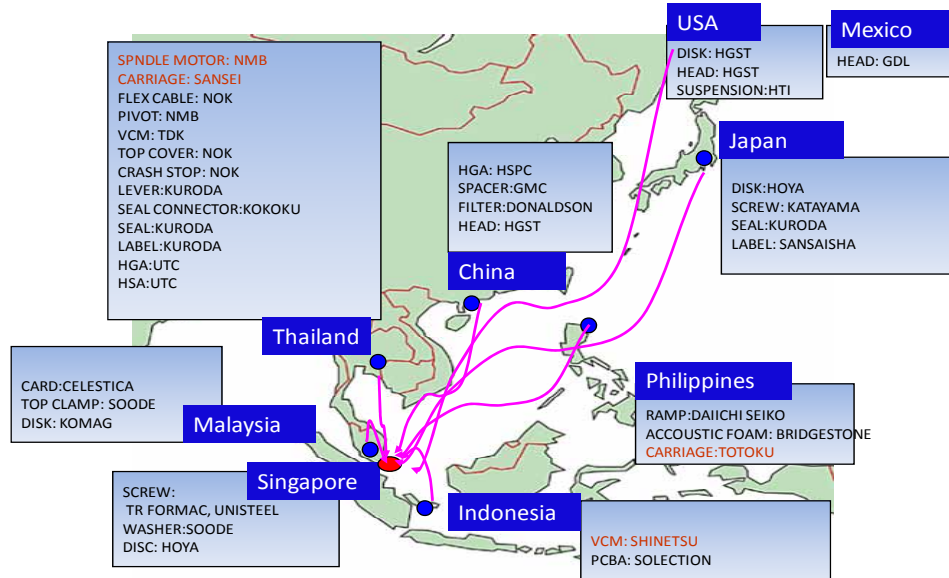 USA
DISK: HGST
HEAD: HGST
SUSPENSION:HTI
Mexico
HEAD: GDL
SPNDLE MOTOR: NMB
CARRIAGE: SANSEI
FLEX CABLE: NOK
PIVOT: NMB
VCM: TDK
TOP COVER: NOK
CRASH STOP: NOK
LEVER:KURODA
SEAL CONNECTOR:KOKOKU
SEAL:KURODA
LABEL:KURODA
HGA:UTC
HSA:UTC
Thailand
HGA: HSPC
SPACER:GMC
FILTER:DONALDSON
HEAD: HGST
China
Japan
DISK:HOYA
SCREW: KATAYAMA
SEAL:KURODA
LABEL: SANSAISHA
CARD:CELESTICA
TOP CLAMP: SOODE
DISK: KOMAG
Malaysia
Philippines
RAMP:DAIICHI SEIKO
ACCOUSTIC FOAM: BRIDGESTONE
CARRIAGE:TOTOKU
Singapore
SCREW:
TR FORMAC, UNISTEEL
WASHER:SOODE
DISC: HOYA
Indonesia
VCM: SHINETSU
PCBA: SOLECTION